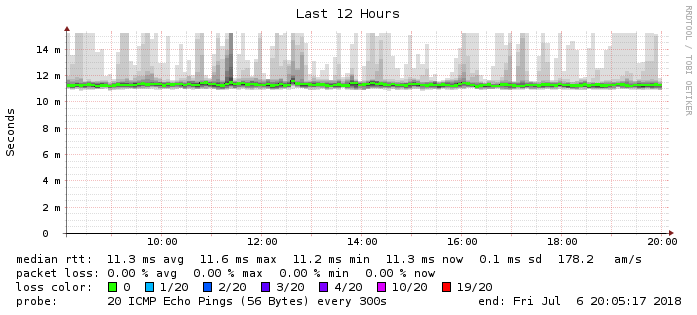 Last 12 Hours
RRDTOOL / TOBI OETIKER
Seconds
14 m
12 m
10 m
8 m
6 m
4 m
2 m
0
10:00 12:00 14:00 16:00 18:00 20:00
median rtt: 11.3 ms avg 11.6 ms max 11.2 ms min 11.3 ms now 0.1 ms sd 178.2 am/s
packet loss: 0.00 % avg 0.00 % max 0.00 % min 0.00 % now
loss color: 0 1/20 2/20 3/20 4/20 10/20 19/20
probe: 20 ICMP Echo Pings (56 Bytes) every 300s end: Fri Jul 6 20:05:17 2018